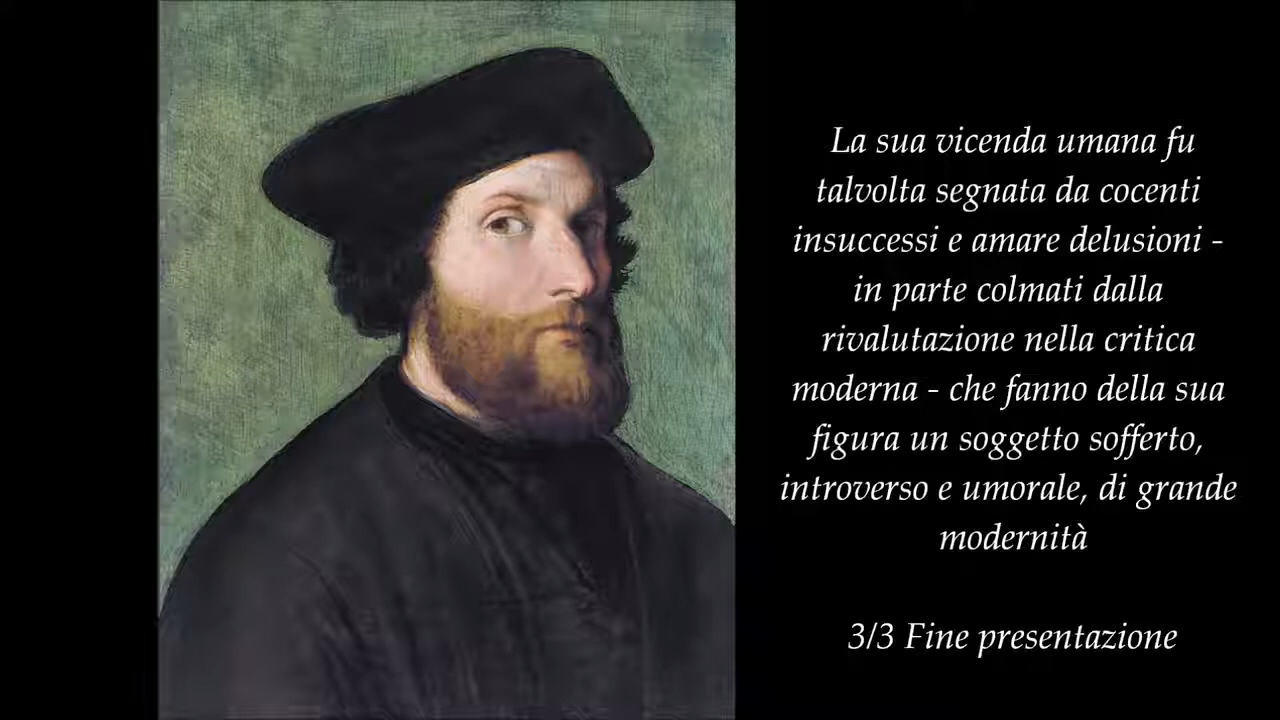 La sua vicenda umana fu
talvolta segnata da cocenti
insuccessi e amare delusioni -
in parte colmati dalla
rivalutazione nella critica
moderna - che fanno della sua
figura un soggetto sofferto,
introverso e umorale, di grande
modernità
3/3 Fine presentazione